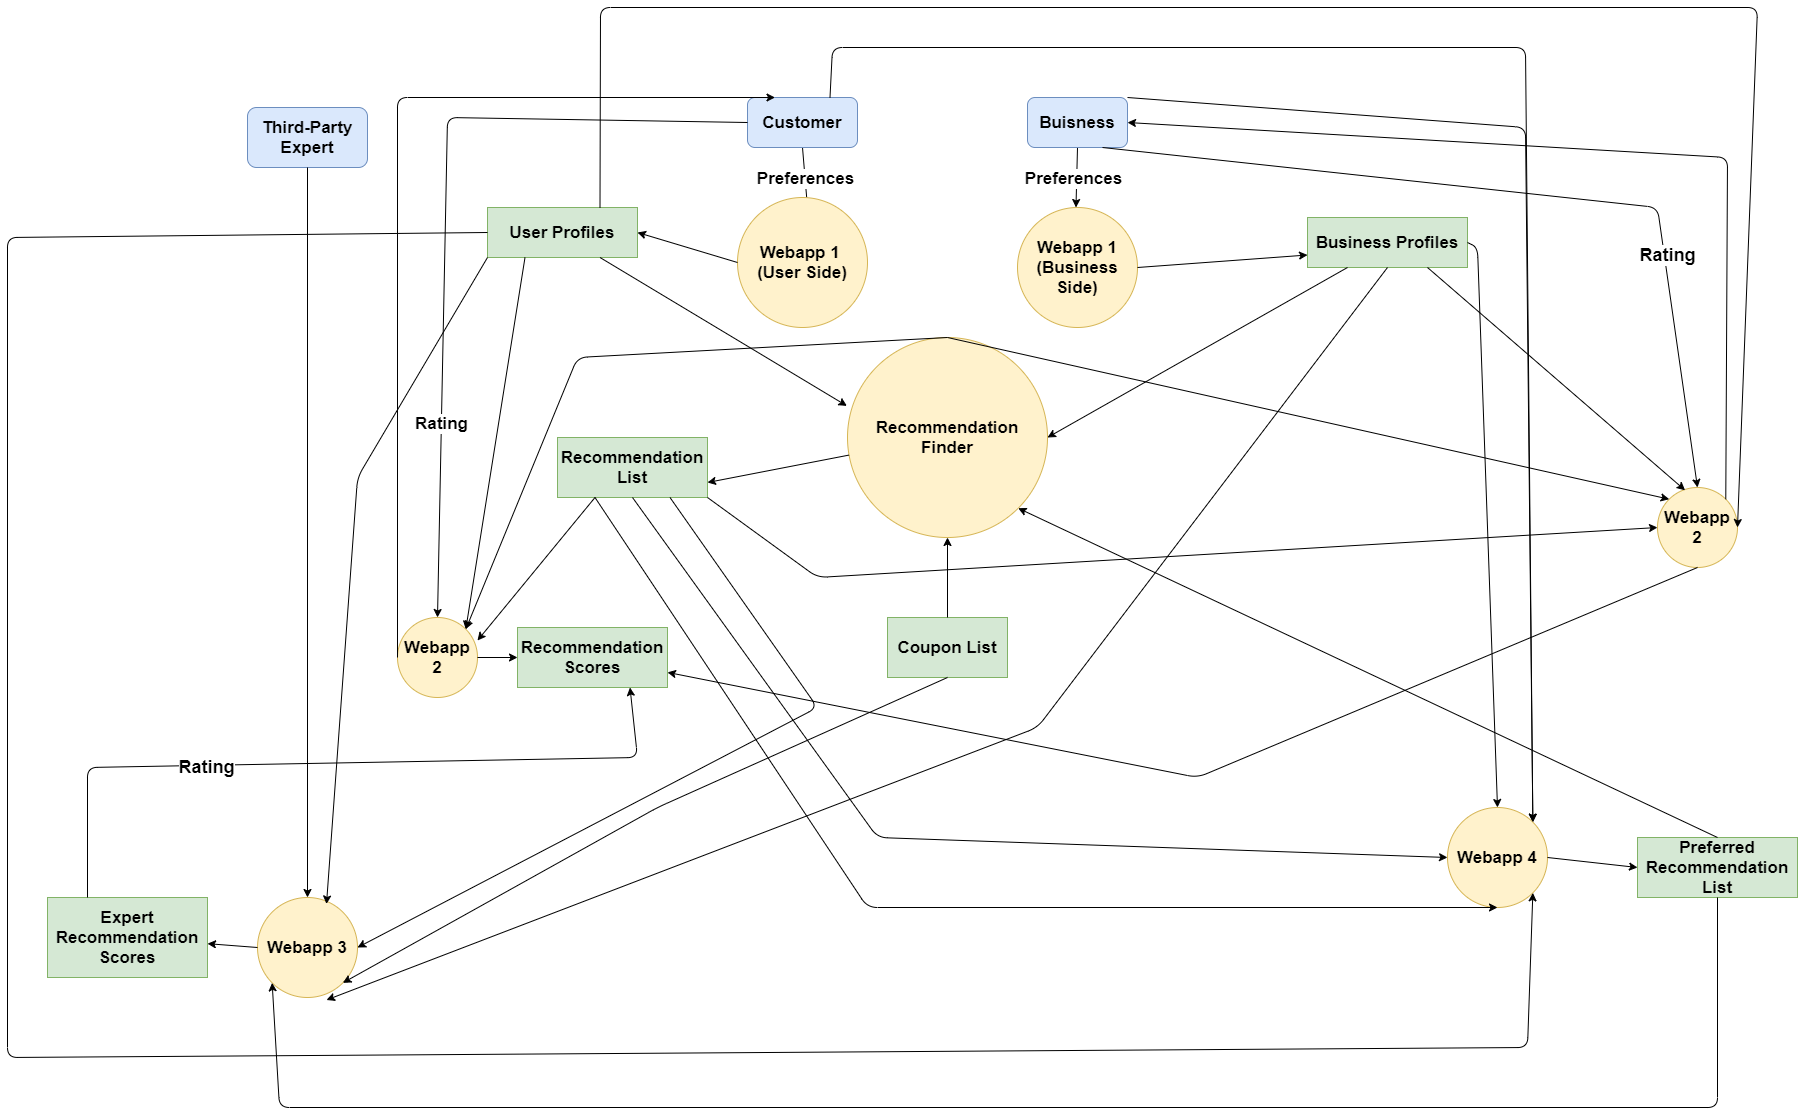 Third-Party
Expert
Customer
Buisness
Preferences
Preferences
User Profiles
Webapp 1
(User Side)
Webapp 1
(Business
Side)
Business Profiles
Rating
Rating
Recommendation
Finder
Recommendation
List
Webapp
2
Webapp
2
Recommendation
Scores
Coupon List
Rating
Webapp 4
Preferred
Recommendation
List
Expert
Recommendation
Scores
Webapp 3